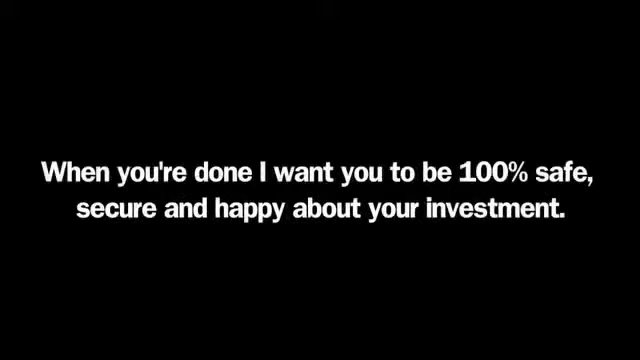 When you're done I want you to be 100% safe,
secure and happy about your investment.